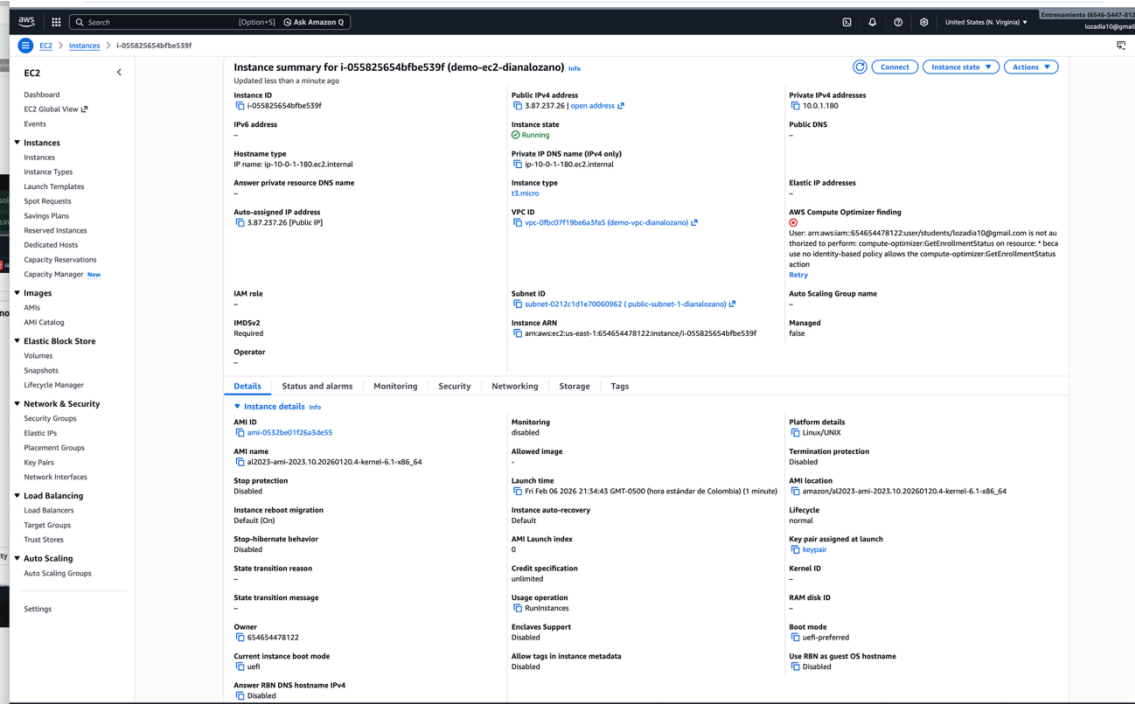 aws
Search
[Option+S]
Ask Amazon Q
United States (N. Virginia)
Entrenamiento (6546-5447-812
lozadia10@gmail
EC2 > Instances > i-055825654bfbe539f
EC2
Dashboard
EC2 Global View
Events
Instances
Instances
Instance Types
Launch Templates
Spot Requests
Savings Plans
Reserved Instances
Dedicated Hosts
Capacity Reservations
Capacity Manager New
Images
AMIs
AMI Catalog
Elastic Block Store
Volumes
Snapshots
Lifecycle Manager
Network & Security
Security Groups
Elastic IPs
Placement Groups
Key Pairs
Network Interfaces
Load Balancing
Load Balancers
Target Groups
Trust Stores
Auto Scaling
Auto Scaling Groups
Settings
Instance summary for i-055825654bfbe539f (demo-ec2-dianalozano) Info
Updated less than a minute ago
Connect
Instance state
Actions
Instance ID
i-055825654bfbe539f
Public IPv4 address
3.87.237.26 | open address
Private IPv4 addresses
10.0.1.180
IPv6 address
–
Instance state
Running
Public DNS
–
Hostname type
IP name: ip-10-0-1-180.ec2.internal
Private IP DNS name (IPv4 only)
ip-10-0-1-180.ec2.internal
Answer private resource DNS name
–
Instance type
t3.micro
Elastic IP addresses
–
Auto-assigned IP address
3.87.237.26 [Public IP]
VPC ID
vpc-0fbc07f19be6a3fa5 (demo-vpc-dianalozano)
AWS Compute Optimizer finding
User: arn:aws:iam::654654478122:user/students/lozadia10@gmail.com is not au
thorized to perform: compute-optimizer:GetEnrollmentStatus on resource: * beca
use no identity-based policy allows the compute-optimizer:GetEnrollmentStatus
action
Retry
IAM role
–
Subnet ID
subnet-0212c1d1e70060962 ( public-subnet-1-dianalozano)
Auto Scaling Group name
–
IMDSv2
Required
Instance ARN
arn:aws:ec2:us-east-1:654654478122:instance/i-055825654bfbe539f
Managed
false
Operator
–
Details
Status and alarms
Monitoring
Security
Networking
Storage
Tags
Instance details Info
AMI ID
ami-0532be01f26a3de55
Monitoring
disabled
Platform details
Linux/UNIX
AMI name
al2023-ami-2023.10.20260120.4-kernel-6.1-x86_64
Allowed image
-
Termination protection
Disabled
Stop protection
Disabled
Launch time
Fri Feb 06 2026 21:34:43 GMT-0500 (hora estándar de Colombia) (1 minute)
AMI location
amazon/al2023-ami-2023.10.20260120.4-kernel-6.1-x86_64
Instance reboot migration
Default (On)
Instance auto-recovery
Default
Lifecycle
normal
Stop-hibernate behavior
Disabled
AMI Launch index
0
Key pair assigned at launch
keypair
State transition reason
–
Credit specification
unlimited
Kernel ID
–
State transition message
–
Usage operation
RunInstances
RAM disk ID
–
Owner
654654478122
Enclaves Support
Disabled
Boot mode
uefi-preferred
Current instance boot mode
uefi
Allow tags in instance metadata
Disabled
Use RBN as guest OS hostname
Disabled
Answer RBN DNS hostname IPv4
Disabled